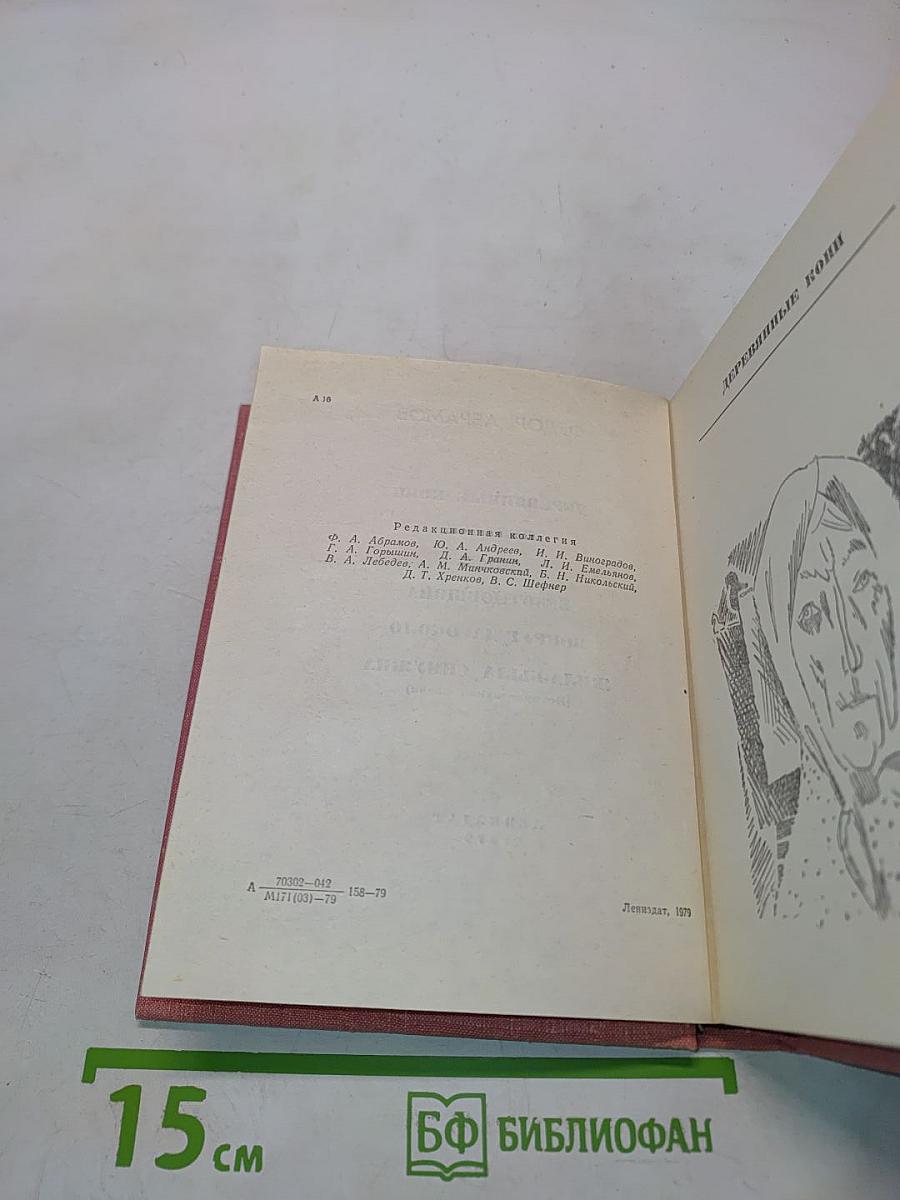 А 16
Редакционная коллегия
Ф. А. Абрамов, Ю. А. Андреев, И. И. Виноградов,
Г. А. Горышин, Д. А. Гранин, Л. И. Емельянов,
В. А. Лебедев, А. М. Минчковский, Б. Н. Никольский,
Д. Т. Хренков, В. С. Шефнер
70302—042
А 158—79
М171(03)—79
Лениздат, 1979
ДЕРЕВЯННЫЕ КОНИ
15 см
БФ БИБЛИОФАН